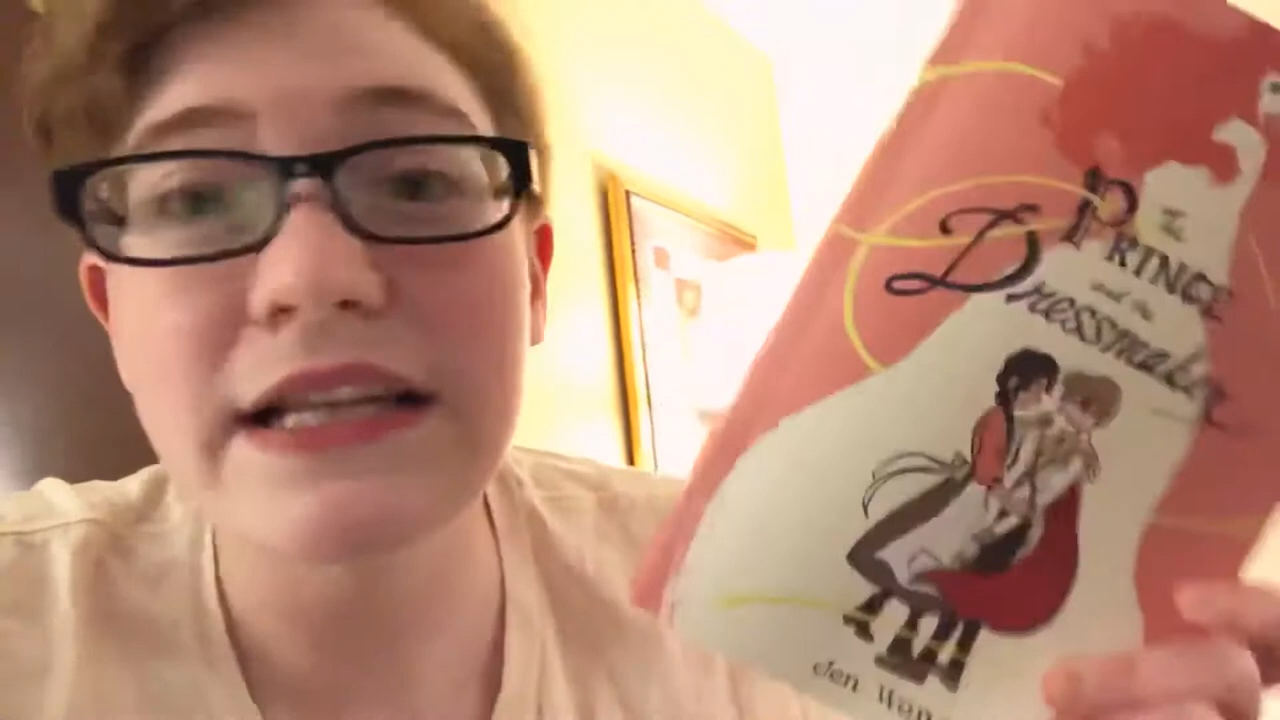 The
PRINCE
and the
Dressmaker
Jen Wang